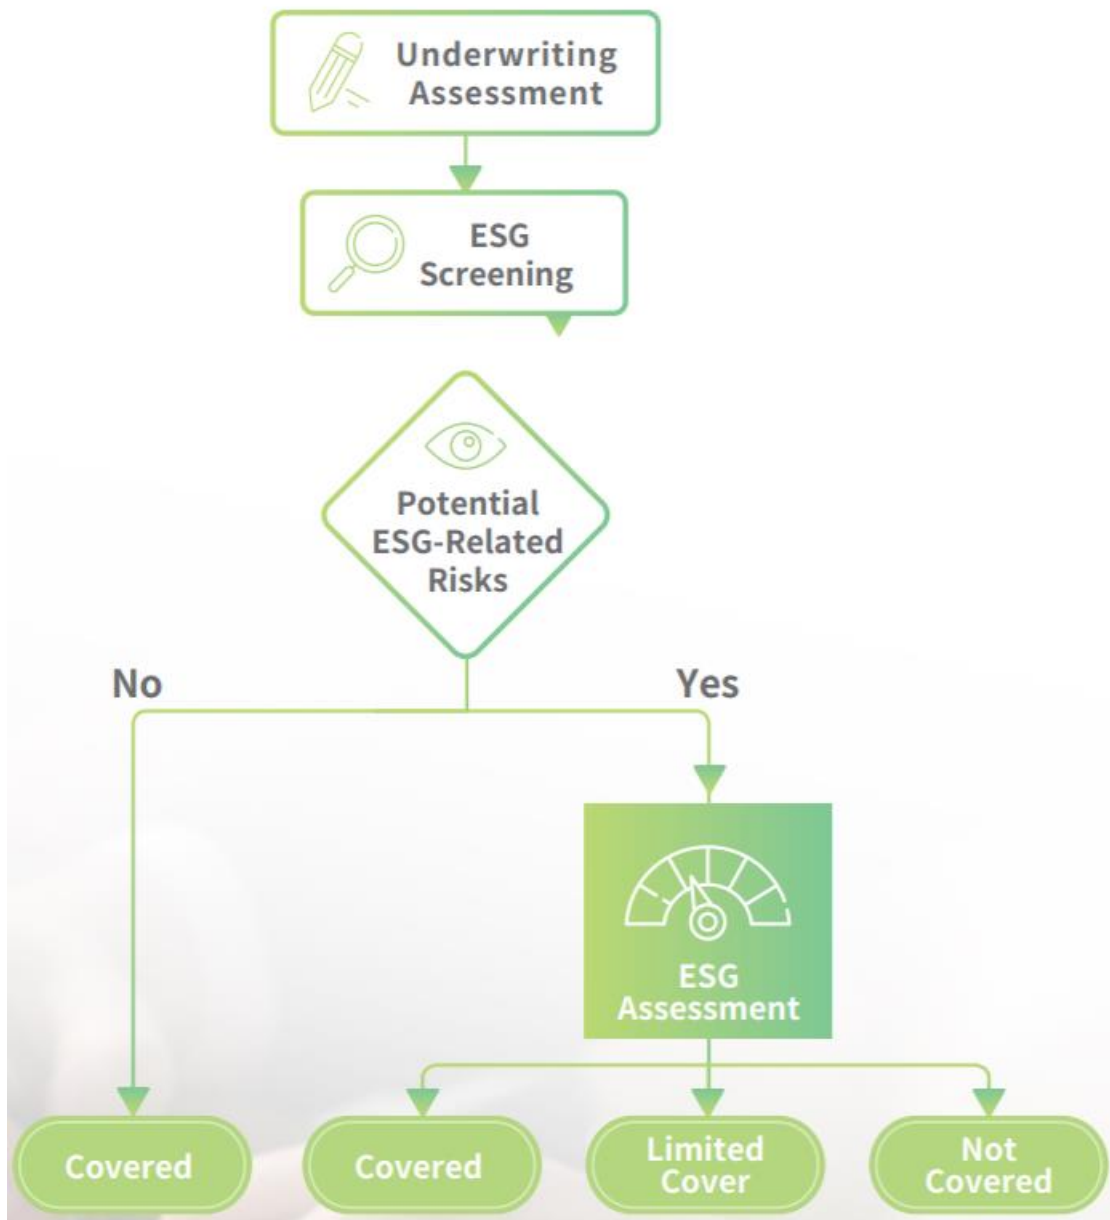 Underwriting
Assessment
ESG
Screening
Potential
ESG-Related
Risks
No
Yes
ESG
Assessment
Covered
Covered
Limited
Cover
Not
Covered